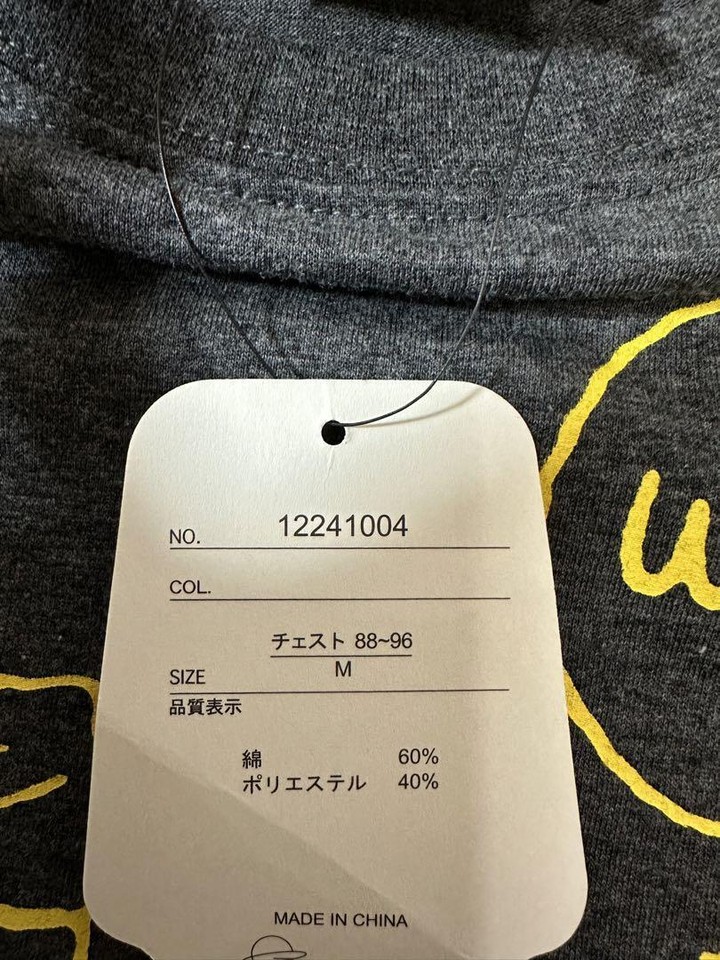 NO. 12241004
COL.
チェスト 88~96
SIZE M
品質表示
綿 60%
ポリエステル 40%
MADE IN CHINA